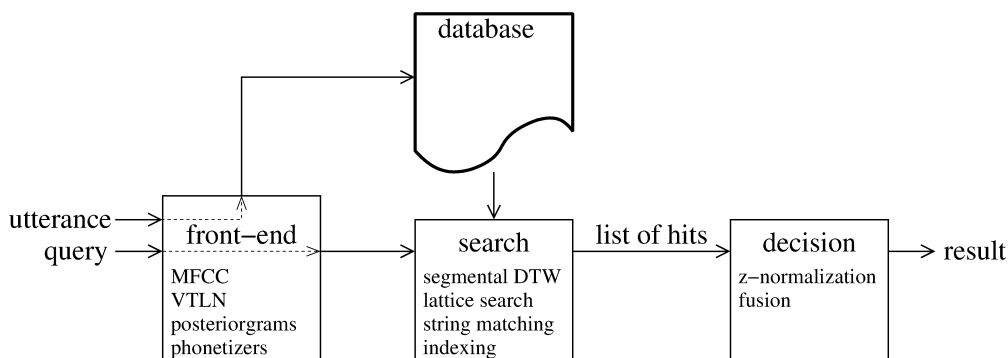 database
utterance
query
front-end
MFCC
VTLN
posteriorgrams
phonetizers
search
segmental DTW
lattice search
string matching
indexing
list of hits
decision
z-normalization
fusion
result